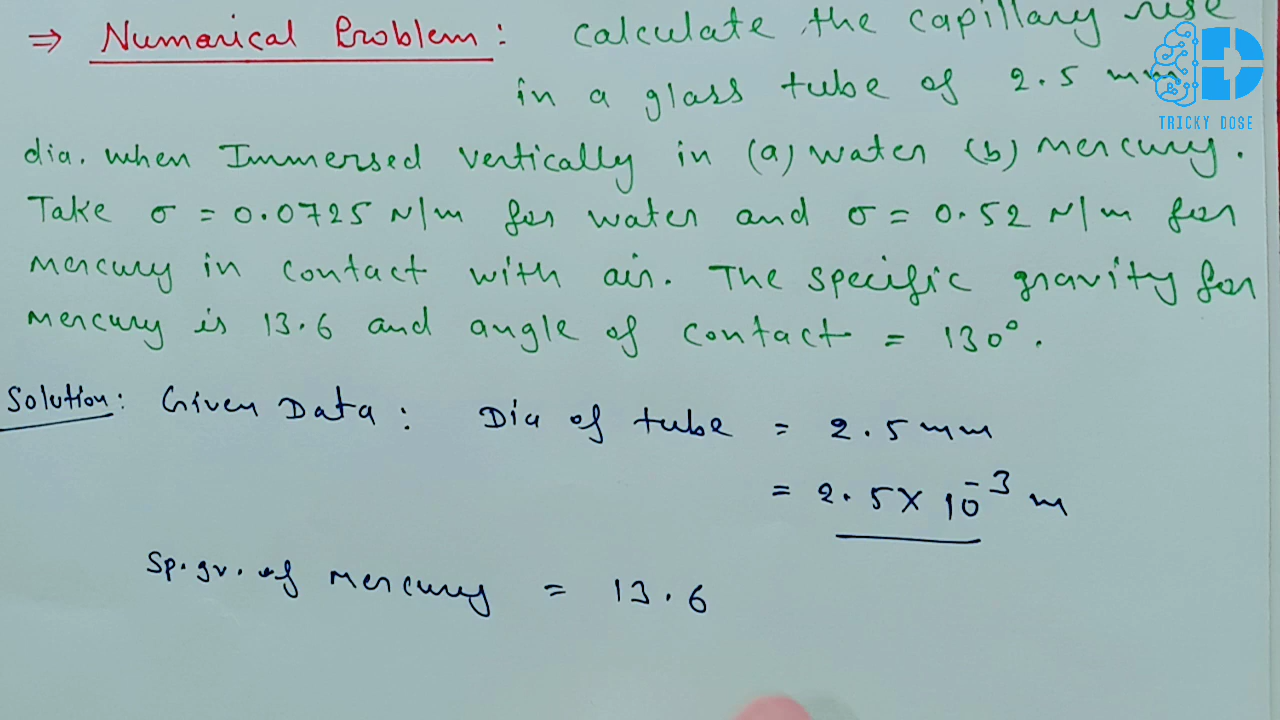 ⇒ Numarical Problem: Calculate the capillary rise
in a glass tube of 2.5 mm
TRICKY DOSE
dia. when Immersed vertically in (a) water (b) mercury.
Take σ = 0.0725 N/m for water and σ = 0.52 N/m for
mercury in contact with air. The specific gravity for
mercury is 13.6 and angle of contact = 130°.
Solution: Given Data: Dia of tube = 2.5 mm
= 2.5 × 10⁻³ m
Sp. gr. of mercury = 13.6